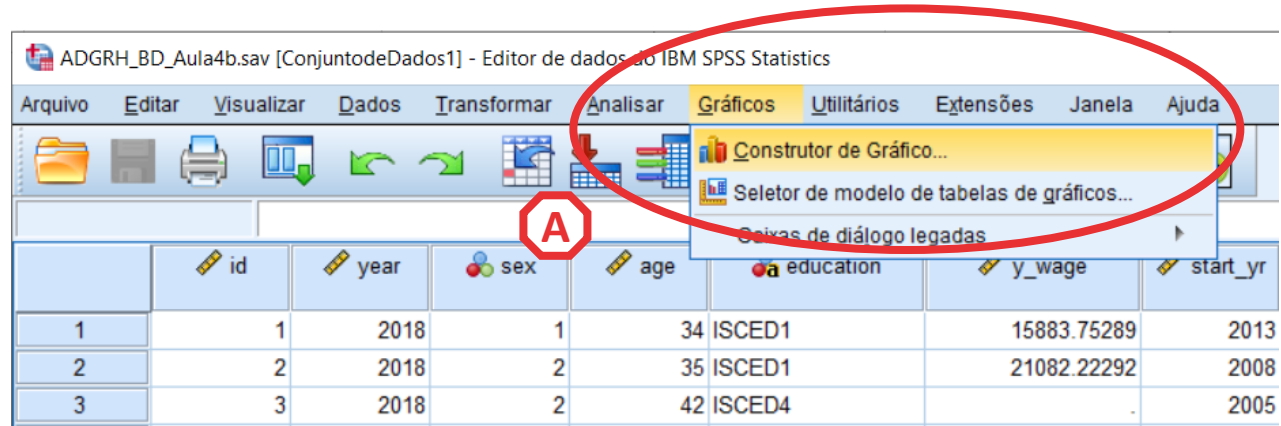 ADGRH_BD_Aula4b.sav [ConjuntodeDados1] - Editor de dados do IBM SPSS Statistics
Arquivo Editar Visualizar Dados Transformar Analisar Gráficos Utilitários Extensões Janela Ajuda
Construtor de Gráfico...
Seletor de modelo de tabelas de gráficos...
Caixas de diálogo legadas
A
id year sex age education y_wage start_yr
1 1 2018 1 34 ISCED1 15883.75289 2013
2 2 2018 2 35 ISCED1 21082.22292 2008
3 3 2018 2 42 ISCED4 . 2005